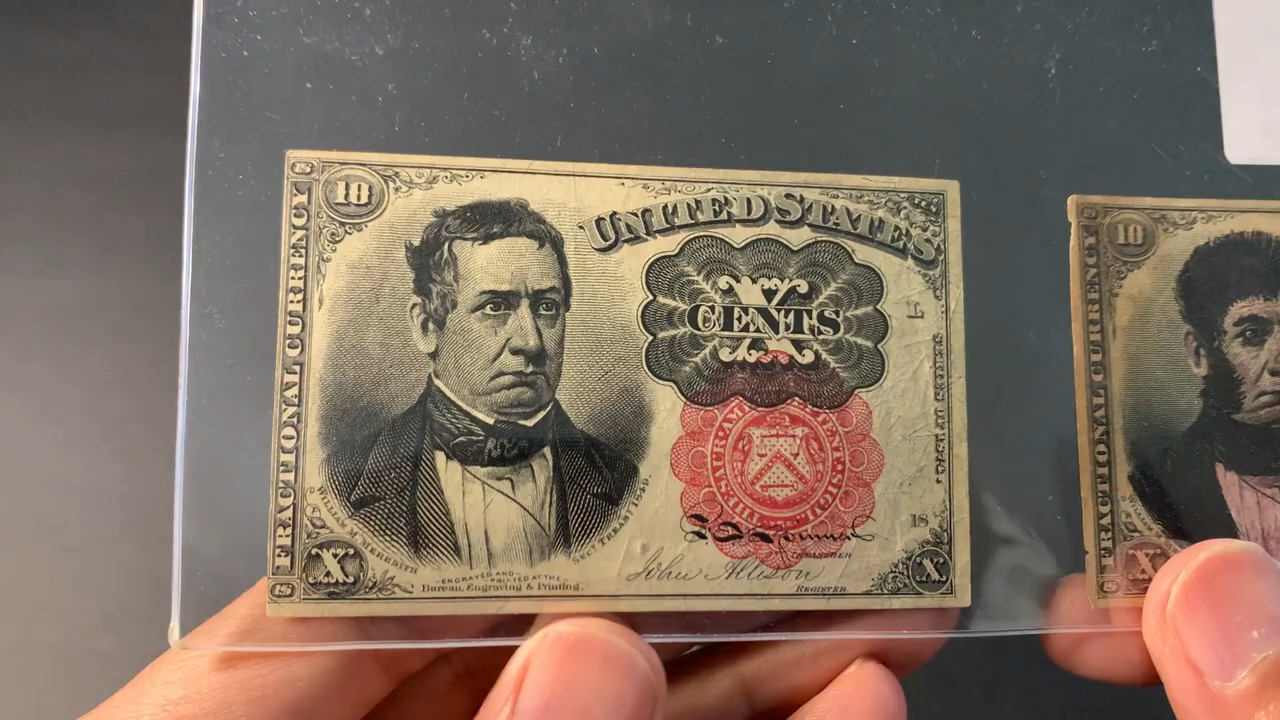 10
UNITED STATES
FRACTIONAL CURRENCY
X
CENTS
L
18
WILLIAM M. MEREDITH
SECY TREASY 1849.
TREASURER
John Allison
REGISTER
ENGRAVED AND
PRINTED AT THE
Bureau, Engraving & Printing.
X
X
10
FRACTIONAL CURRENCY
X